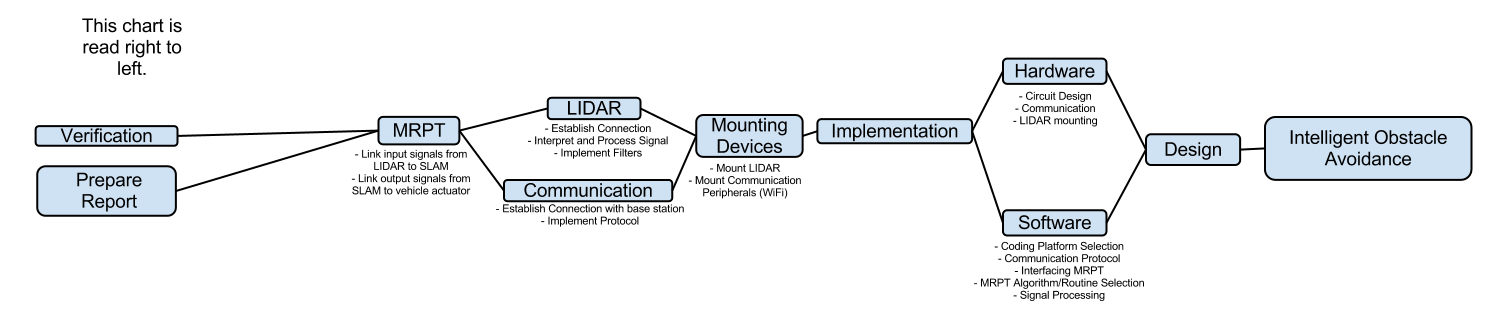 This chart is
read right to
left.
Intelligent Obstacle
Avoidance
Design
Hardware
- Circuit Design
- Communication
- LIDAR mounting
Software
- Coding Platform Selection
- Communication Protocol
- Interfacing MRPT
- MRPT Algorithm/Routine Selection
- Signal Processing
Implementation
Mounting
Devices
- Mount LIDAR
- Mount Communication
Peripherals (WiFi)
LIDAR
- Establish Connection
- Interpret and Process Signal
- Implement Filters
Communication
- Establish Connection with base station
- Implement Protocol
MRPT
- Link input signals from
LIDAR to SLAM
- Link output signals from
SLAM to vehicle actuator
Verification
Prepare
Report